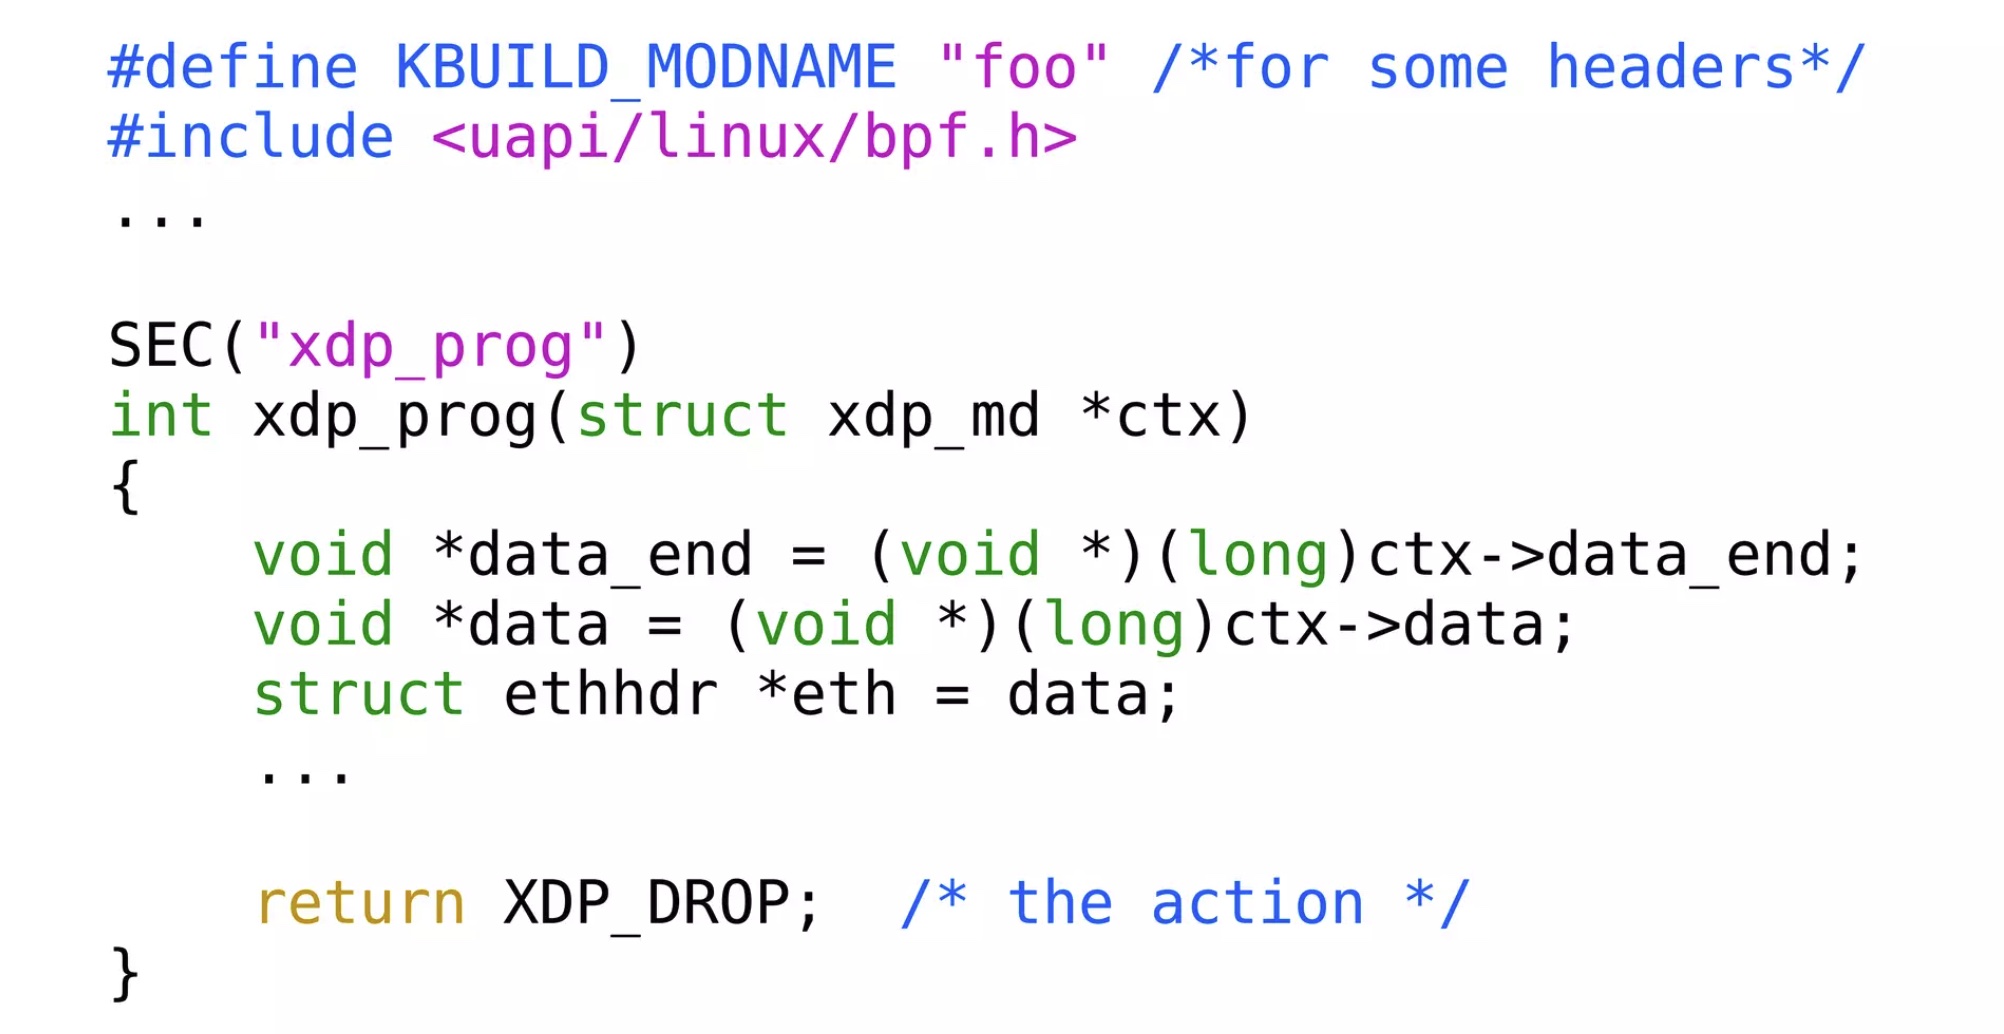 #define KBUILD_MODNAME "foo" /*for some headers*/
#include <uapi/linux/bpf.h>
...
SEC("xdp_prog")
int xdp_prog(struct xdp_md *ctx)
{
    void *data_end = (void *)(long)ctx->data_end;
    void *data = (void *)(long)ctx->data;
    struct ethhdr *eth = data;
    ...
    return XDP_DROP;  /* the action */
}